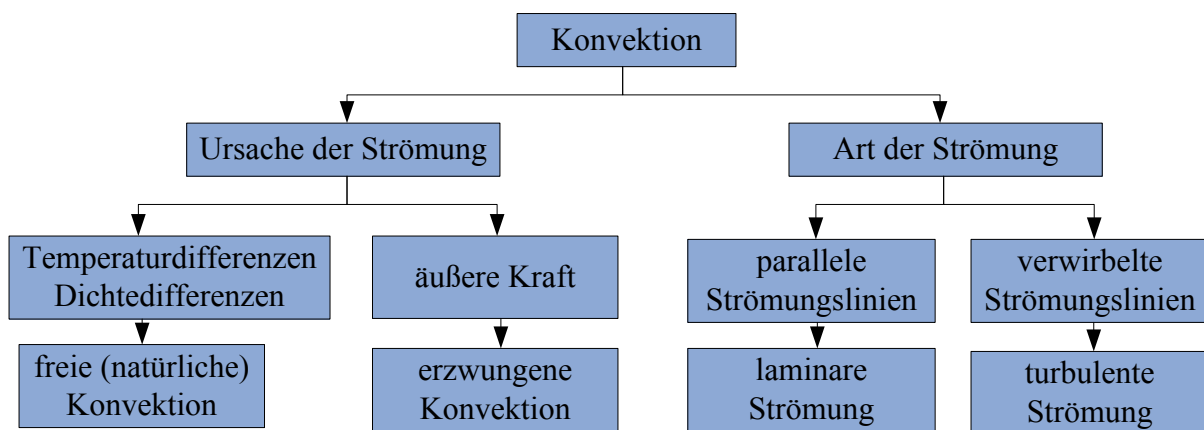 Konvektion
Ursache der Strömung
Art der Strömung
Temperaturdifferenzen
Dichtedifferenzen
äußere Kraft
parallele
Strömungslinien
verwirbelte
Strömungslinien
freie (natürliche)
Konvektion
erzwungene
Konvektion
laminare
Strömung
turbulente
Strömung